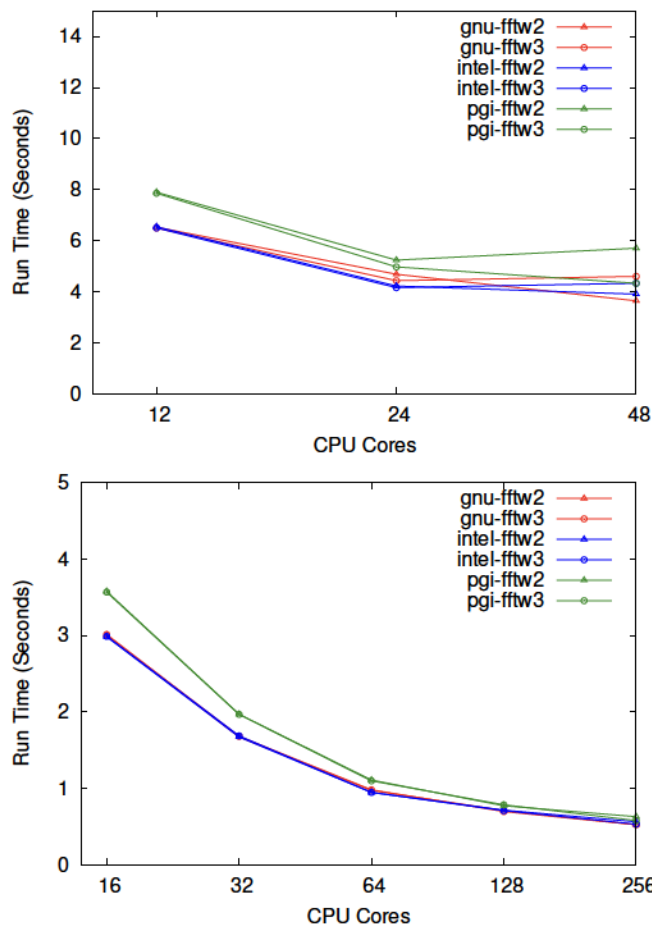 14
12
10
8
6
4
2
0
Run Time (Seconds)
gnu-fftw2
gnu-fftw3
intel-fftw2
intel-fftw3
pgi-fftw2
pgi-fftw3
12 24 48
CPU Cores
5
4
3
2
1
0
Run Time (Seconds)
gnu-fftw2
gnu-fftw3
intel-fftw2
intel-fftw3
pgi-fftw2
pgi-fftw3
16 32 64 128 256
CPU Cores